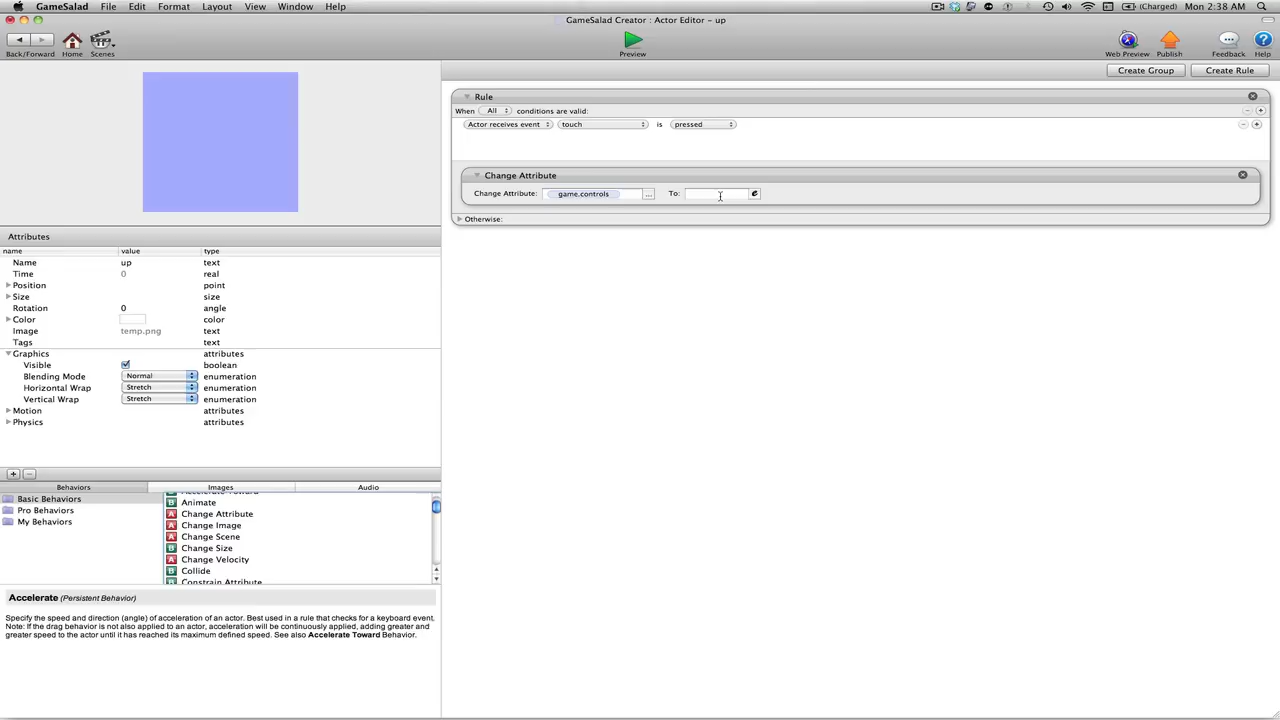 GameSalad File Edit Format Layout View Window Help (Charged) Mon 2:38 AM
GameSalad Creator : Actor Editor - up
Back/Forward Home Scenes Preview Web Preview Publish Feedback Help
Create Group Create Rule
Rule
When All conditions are valid:
Actor receives event touch is pressed
Change Attribute
Change Attribute: game.controls ... To: e
Otherwise:
Attributes
name value type
Name up text
Time 0 real
Position point
Size size
Rotation 0 angle
Color color
Image temp.png text
Tags text
Graphics attributes
Visible boolean
Blending Mode Normal enumeration
Horizontal Wrap Stretch enumeration
Vertical Wrap Stretch enumeration
Motion attributes
Physics attributes
Behaviors Images Audio
Basic Behaviors
Pro Behaviors
My Behaviors
Accelerate Toward
B Animate
A Change Attribute
A Change Image
A Change Scene
B Change Size
A Change Velocity
B Collide
B Constrain Attribute
Accelerate (Persistent Behavior)
Specify the speed and direction (angle) of acceleration of an actor. Best used in a rule that checks for a keyboard event.
Note: If the drag behavior is not also applied to an actor, acceleration will be continuously applied, adding greater and
greater speed to the actor until it has reached its maximum defined speed. See also Accelerate Toward Behavior.